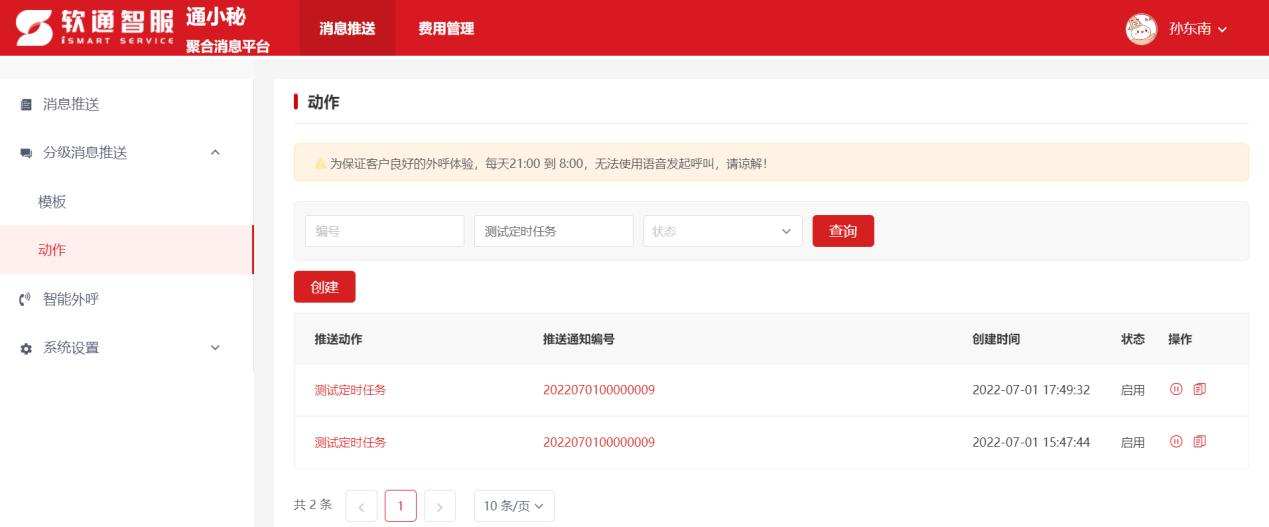 软通智服 通小秘
iSMART SERVICE 聚合消息平台
消息推送 费用管理 孙东南
消息推送
分级消息推送
模板
动作
智能外呼
系统设置
动作
为保证客户良好的外呼体验，每天21:00 到 8:00，无法使用语音发起呼叫，请谅解！
编号 测试定时任务 状态 查询
创建
推送动作 推送通知编号 创建时间 状态 操作
测试定时任务 2022070100000009 2022-07-01 17:49:32 启用
测试定时任务 2022070100000009 2022-07-01 15:47:44 启用
共 2 条 1 10 条/页